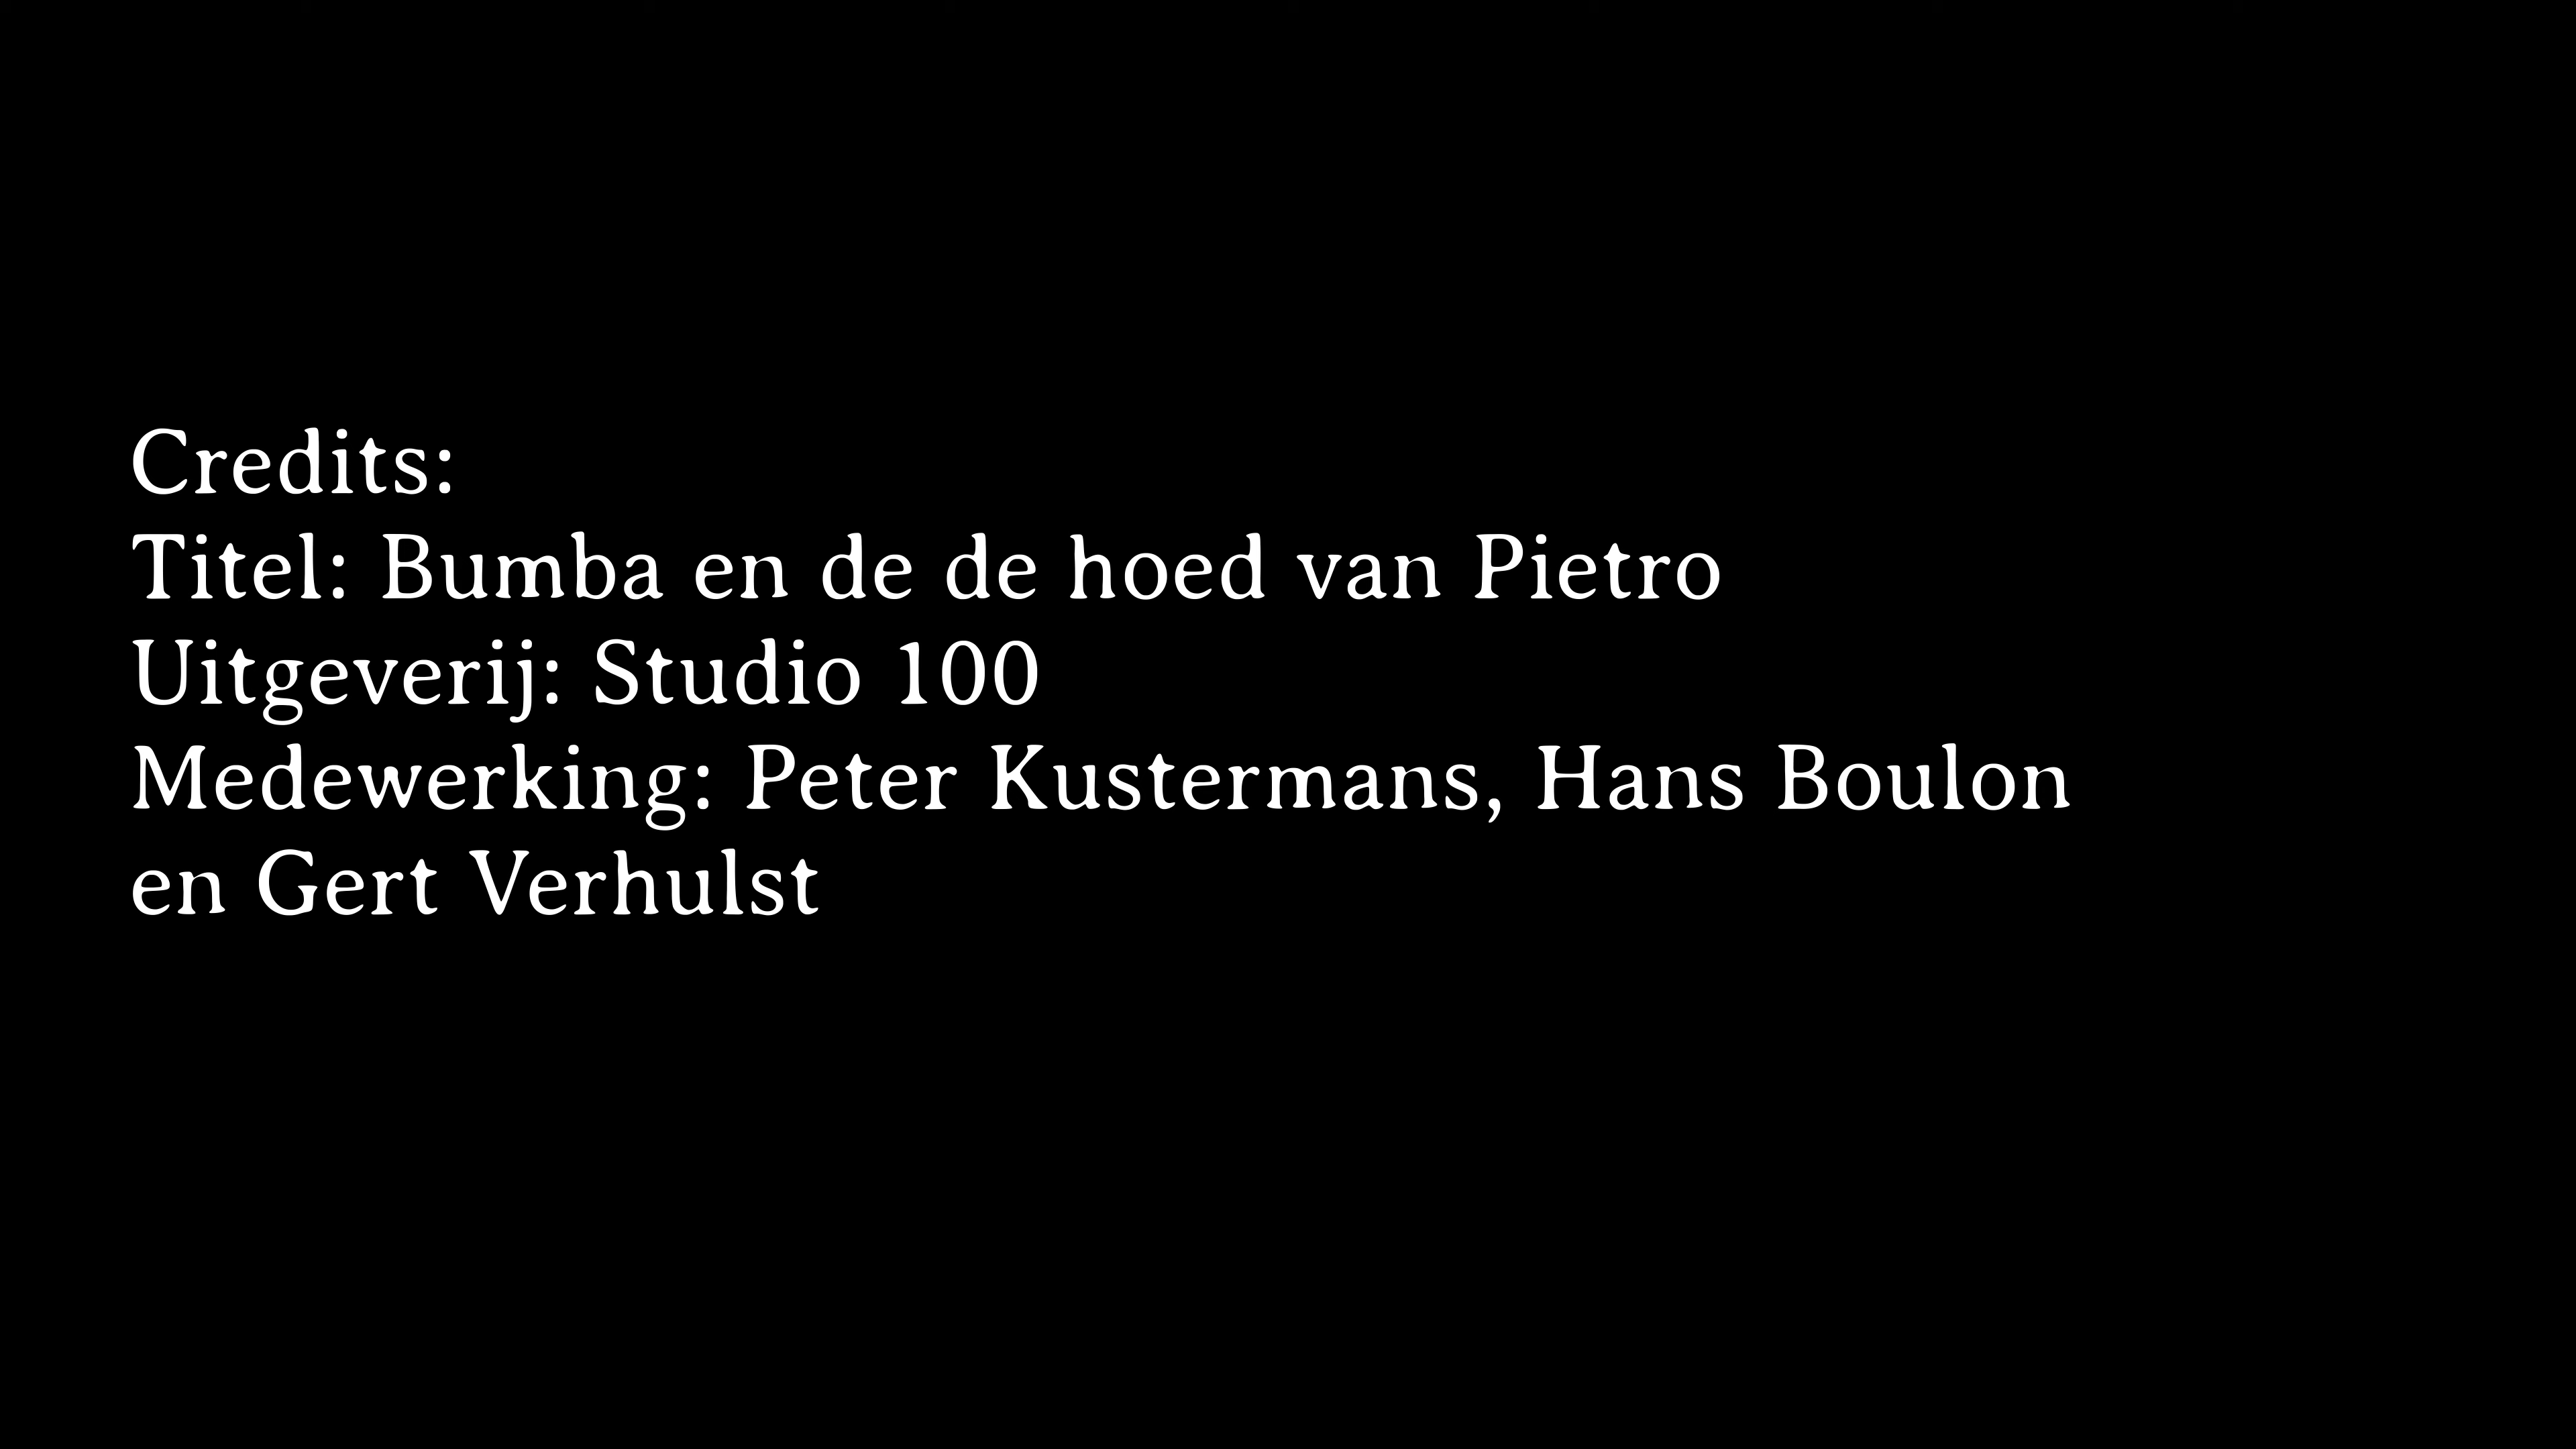 Credits:
Titel: Bumba en de de hoed van Pietro
Uitgeverij: Studio 100
Medewerking: Peter Kustermans, Hans Boulon
en Gert Verhulst